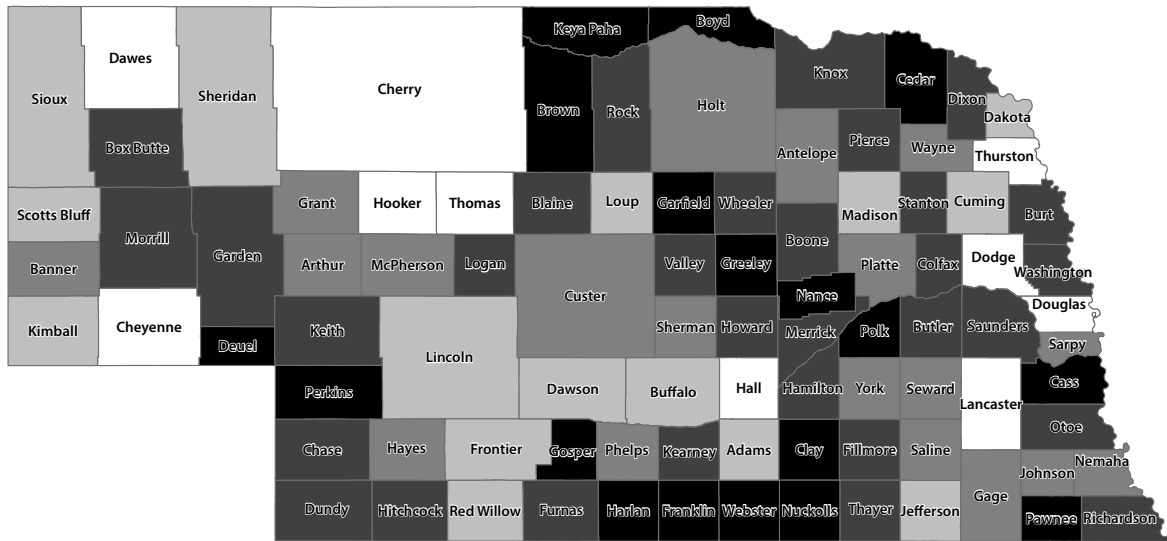 Keya Paha
Boyd
Dawes
Cherry
Knox
Cedar
Sioux
Sheridan
Holt
Dixon
Brown
Rock
Dakota
Box Butte
Antelope
Pierce
Wayne
Thurston
Scotts Bluff
Grant
Hooker
Thomas
Blaine
Loup
Garfield
Wheeler
Madison
Stanton
Cuming
Burt
Morrill
Garden
Boone
Banner
Arthur
McPherson
Logan
Valley
Greeley
Platte
Colfax
Dodge
Washington
Custer
Nance
Douglas
Kimball
Cheyenne
Keith
Sherman
Howard
Merrick
Polk
Butler
Saunders
Deuel
Lincoln
Sarpy
Perkins
Dawson
Buffalo
Hall
Hamilton
York
Seward
Lancaster
Cass
Otoe
Chase
Hayes
Frontier
Gosper
Phelps
Kearney
Adams
Clay
Fillmore
Saline
Johnson
Nemaha
Gage
Dundy
Hitchcock
Red Willow
Furnas
Harlan
Franklin
Webster
Nuckolls
Thayer
Jefferson
Pawnee
Richardson